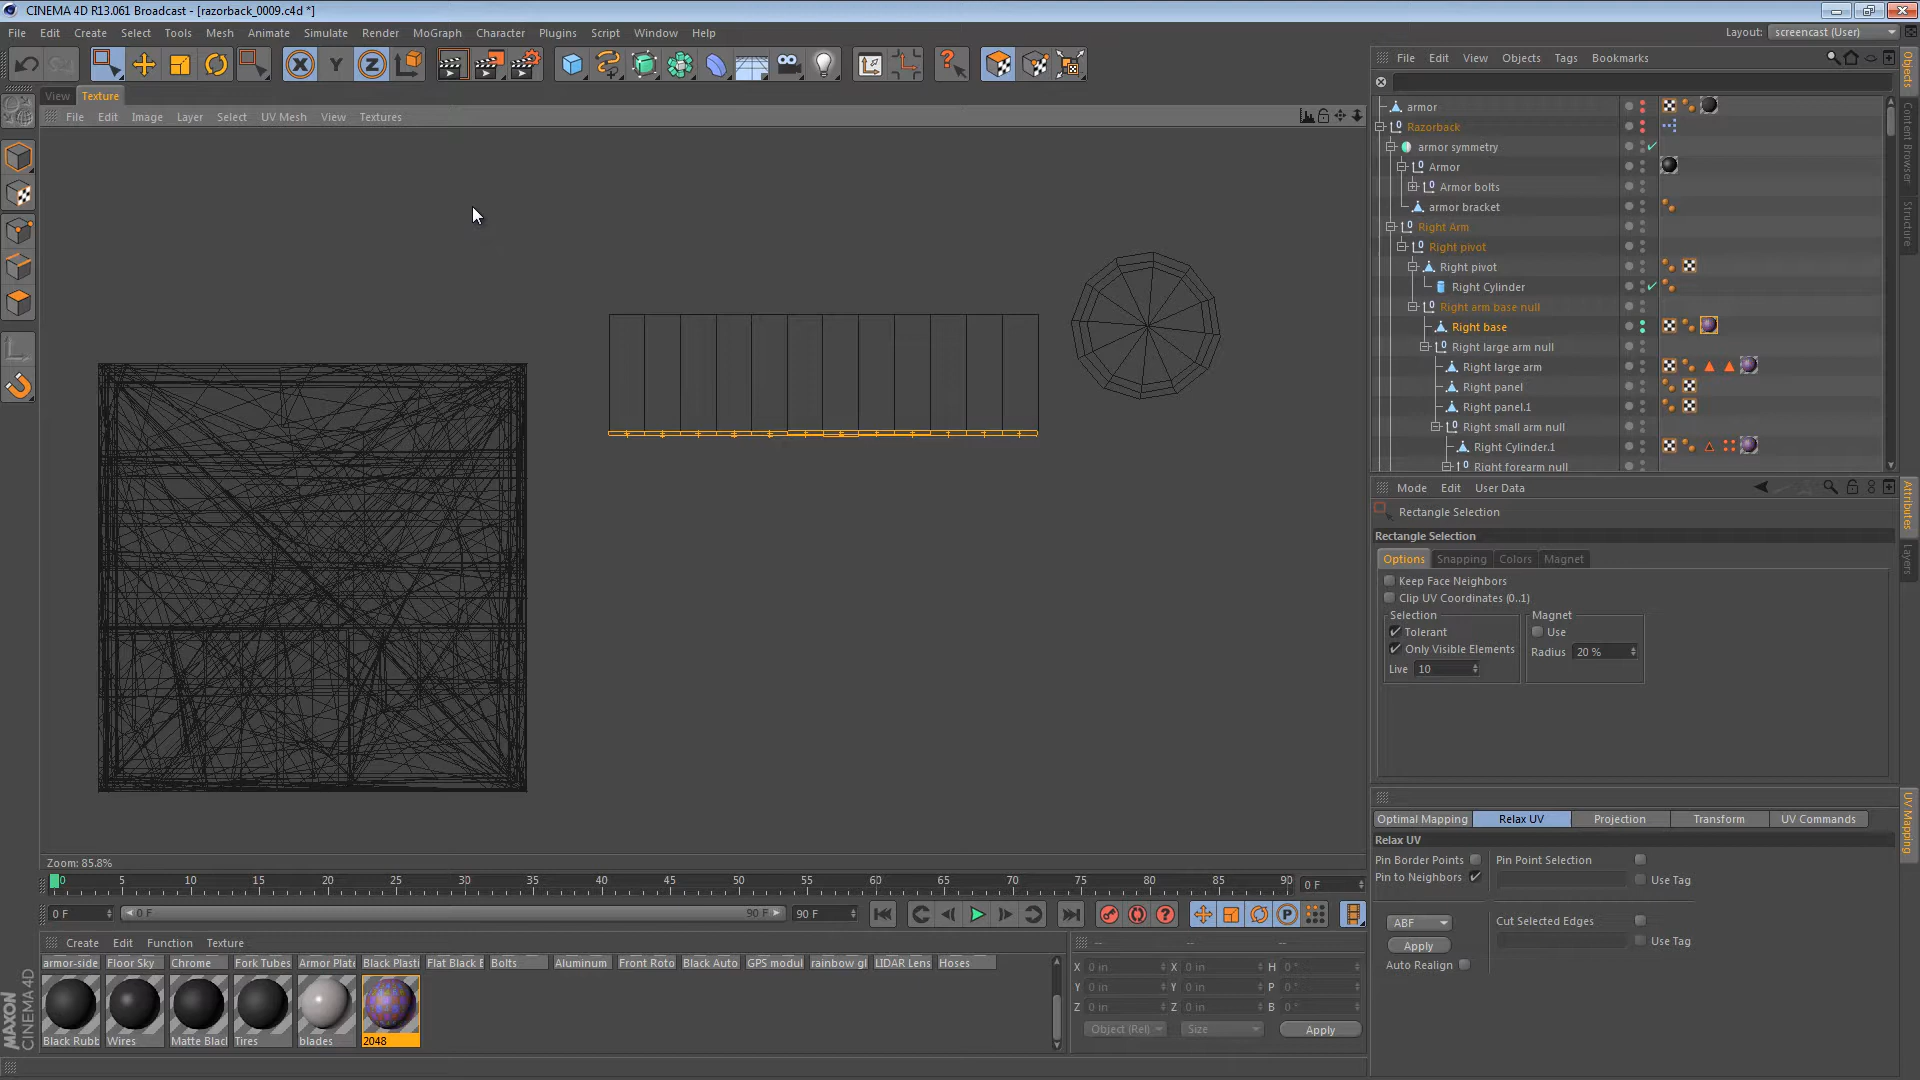 CINEMA 4D R13.061 Broadcast - [razorback_0009.c4d *]
File Edit Create Select Tools Mesh Animate Simulate Render MoGraph Character Plugins Script Window Help
Layout: screencast (User)
File Edit View Objects Tags Bookmarks
View Texture
File Edit Image Layer Select UV Mesh View Textures
armor
Razorback
armor symmetry
Armor
Armor bolts
armor bracket
Right Arm
Right pivot
Right pivot
Right Cylinder
Right arm base null
Right base
Right large arm null
Right large arm
Right panel
Right panel.1
Right small arm null
Right Cylinder.1
Right forearm null
Objects
Content Browser
Structure
Mode Edit User Data
Rectangle Selection
Rectangle Selection
Options Snapping Colors Magnet
Keep Face Neighbors
Clip UV Coordinates (0..1)
Selection Magnet
Tolerant Use
Only Visible Elements Radius 20 %
Live 10
Attributes
Layers
Optimal Mapping Relax UV Projection Transform UV Commands
Relax UV
Pin Border Points Pin Point Selection
Pin to Neighbors Use Tag
ABF Cut Selected Edges
Apply Use Tag
Auto Realign
UV Mapping
Zoom: 85.8%
0 5 10 15 20 25 30 35 40 45 50 55 60 65 70 75 80 85 90 0 F
0 F 0 F 90 F 90 F
Create Edit Function Texture
armor-side Floor Sky Chrome Fork Tubes Armor Plate Black Plasti Flat Black E Bolts Aluminum Front Roto Black Auto GPS modul rainbow gl LIDAR Lens Hoses
Black Rubb Wires Matte Blacl Tires blades 2048
-- -- --
X 0 in X 0 in H 0 °
Y 0 in Y 0 in P 0 °
Z 0 in Z 0 in B 0 °
Object (Rel) Size Apply
MAXON
CINEMA 4D